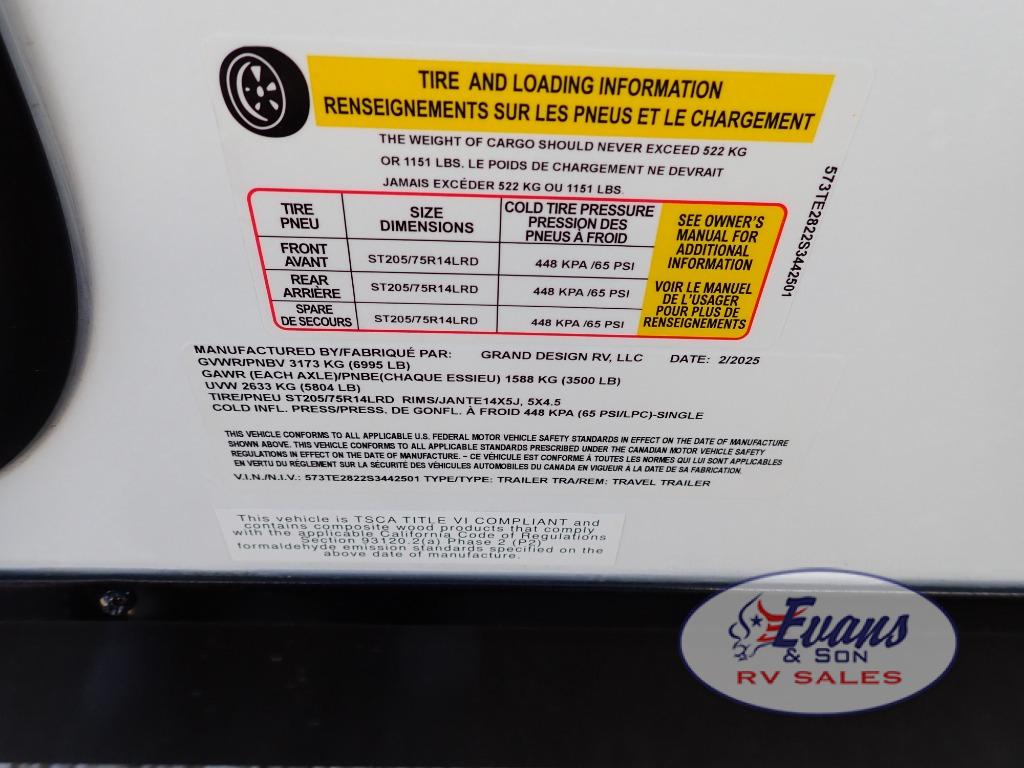 TIRE AND LOADING INFORMATION
RENSEIGNEMENTS SUR LES PNEUS ET LE CHARGEMENT
THE WEIGHT OF CARGO SHOULD NEVER EXCEED 522 KG
OR 1151 LBS. LE POIDS DE CHARGEMENT NE DEVRAIT
JAMAIS EXCÉDER 522 KG OU 1151 LBS.
TIRE PNEU
SIZE DIMENSIONS
COLD TIRE PRESSURE
PRESSION DES
PNEUS À FROID
FRONT AVANT
ST205/75R14LRD
448 KPA /65 PSI
REAR ARRIÈRE
ST205/75R14LRD
448 KPA /65 PSI
SPARE DE SECOURS
ST205/75R14LRD
448 KPA /65 PSI
SEE OWNER'S
MANUAL FOR
ADDITIONAL
INFORMATION
VOIR LE MANUEL
DE L'USAGER
POUR PLUS DE
RENSEIGNEMENTS
573TE2822S3442501
MANUFACTURED BY/FABRIQUÉ PAR: GRAND DESIGN RV, LLC DATE: 2/2025
GVWR/PNBV 3173 KG (6995 LB)
GAWR (EACH AXLE)/PNBE(CHAQUE ESSIEU) 1588 KG (3500 LB)
UVW 2633 KG (5804 LB)
TIRE/PNEU ST205/75R14LRD RIMS/JANTE14X5J, 5X4.5
COLD INFL. PRESS/PRESS. DE GONFL. À FROID 448 KPA (65 PSI/LPC)-SINGLE
THIS VEHICLE CONFORMS TO ALL APPLICABLE U.S. FEDERAL MOTOR VEHICLE SAFETY STANDARDS IN EFFECT ON THE DATE OF MANUFACTURE
SHOWN ABOVE. THIS VEHICLE CONFORMS TO ALL APPLICABLE STANDARDS PRESCRIBED UNDER THE CANADIAN MOTOR VEHICLE SAFETY
REGULATIONS IN EFFECT ON THE DATE OF MANUFACTURE. – CE VÉHICULE EST CONFORME À TOUTES LES NORMES QUI LUI SONT APPLICABLES
EN VERTU DU RÈGLEMENT SUR LA SÉCURITÉ DES VÉHICULES AUTOMOBILES DU CANADA EN VIGUEUR À LA DATE DE SA FABRICATION.
V.I.N./N.I.V.: 573TE2822S3442501 TYPE/TYPE: TRAILER TRA/REM: TRAVEL TRAILER
This vehicle is TSCA TITLE VI COMPLIANT and
contains composite wood products that comply
with the applicable California Code of Regulations
Section 93120.2(a) Phase 2 (P2)
formaldehyde emission standards specified on the
above date of manufacture.
Evans
& SON
RV SALES